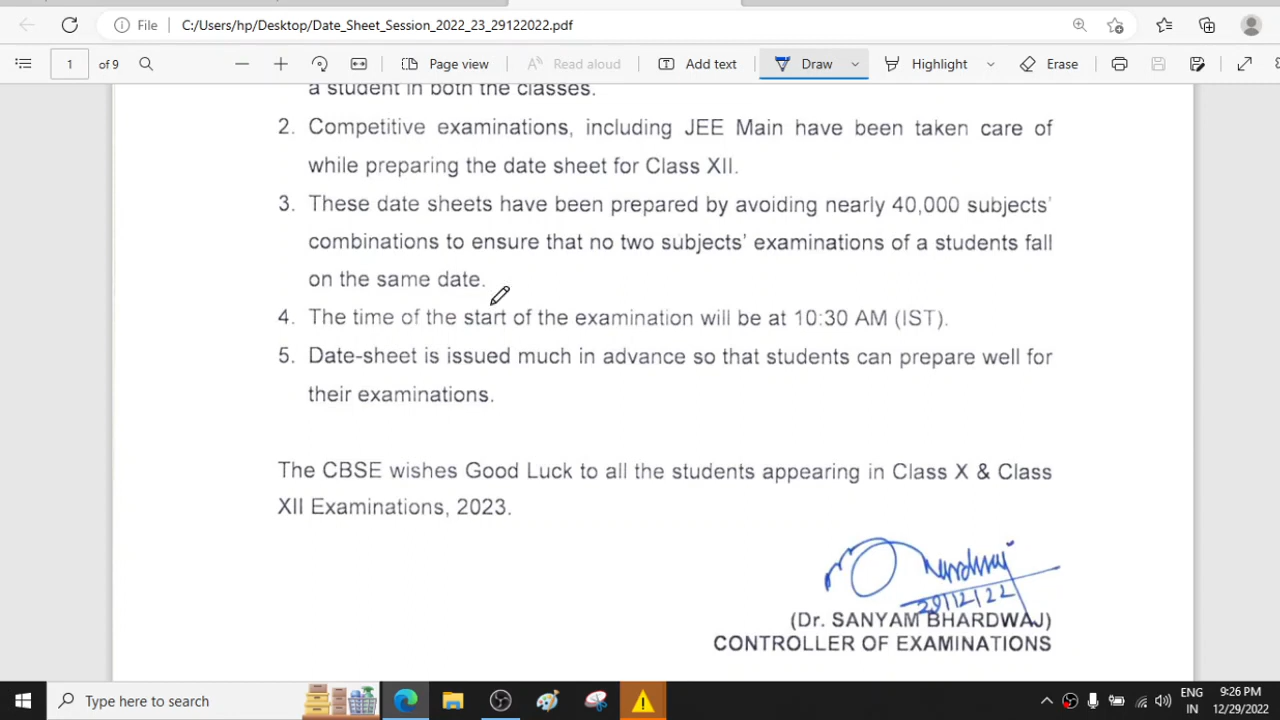 File
C:/Users/hp/Desktop/Date_Sheet_Session_2022_23_29122022.pdf
1 of 9
Page view
Read aloud
Add text
Draw
Highlight
Erase
a student in both the classes.
2. Competitive examinations, including JEE Main have been taken care of
while preparing the date sheet for Class XII.
3. These date sheets have been prepared by avoiding nearly 40,000 subjects'
combinations to ensure that no two subjects' examinations of a students fall
on the same date.
4. The time of the start of the examination will be at 10:30 AM (IST).
5. Date-sheet is issued much in advance so that students can prepare well for
their examinations.
The CBSE wishes Good Luck to all the students appearing in Class X & Class
XII Examinations, 2023.
29/12/22
(Dr. SANYAM BHARDWAJ)
CONTROLLER OF EXAMINATIONS
Type here to search
ENG
IN
9:26 PM
12/29/2022